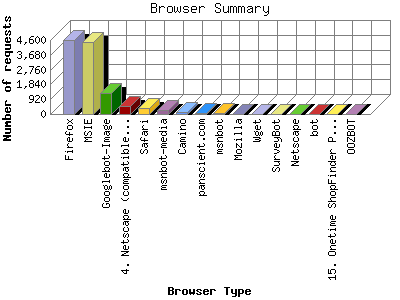 Browser Summary
Number of requests
4,600
3,680
2,760
1,840
920
0
Firefox
MSIE
Googlebot-Image
4. Netscape (compatible...
Safari
msnbot-media
Camino
panscient.com
msnbot
Mozilla
Wget
SurveyBot
Netscape
bot
15. Onetime ShopFinder P...
OOZBOT
Browser Type